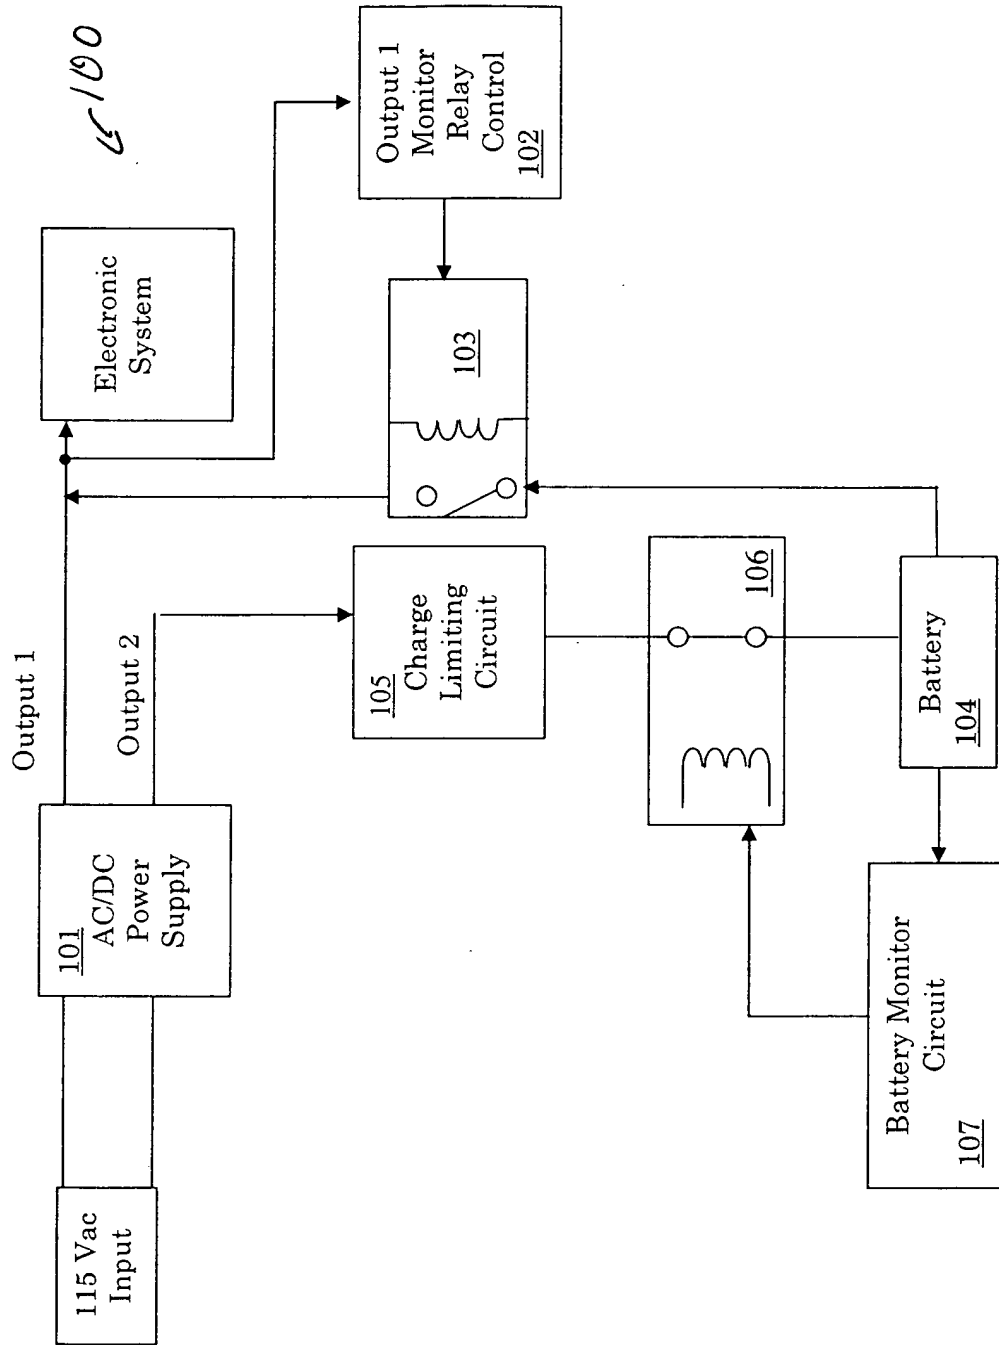 100
115 Vac
Input
101
AC/DC
Power
Supply
Output 1
Output 2
Electronic
System
Output 1
Monitor
Relay
Control
102
103
105
Charge
Limiting
Circuit
106
Battery
104
Battery Monitor
Circuit
107